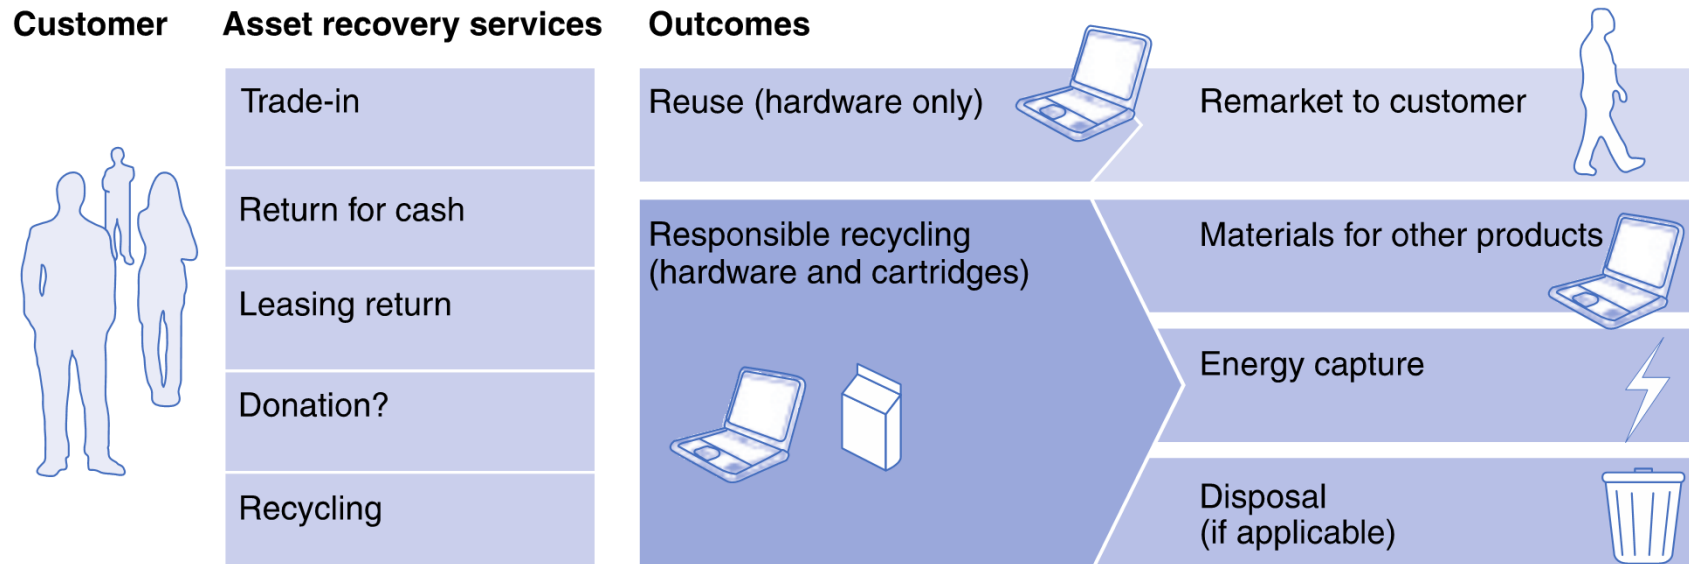 Customer
Asset recovery services
Outcomes
Trade-in
Return for cash
Leasing return
Donation?
Recycling
Reuse (hardware only)
Remarket to customer
Responsible recycling
(hardware and cartridges)
Materials for other products
Energy capture
Disposal
(if applicable)